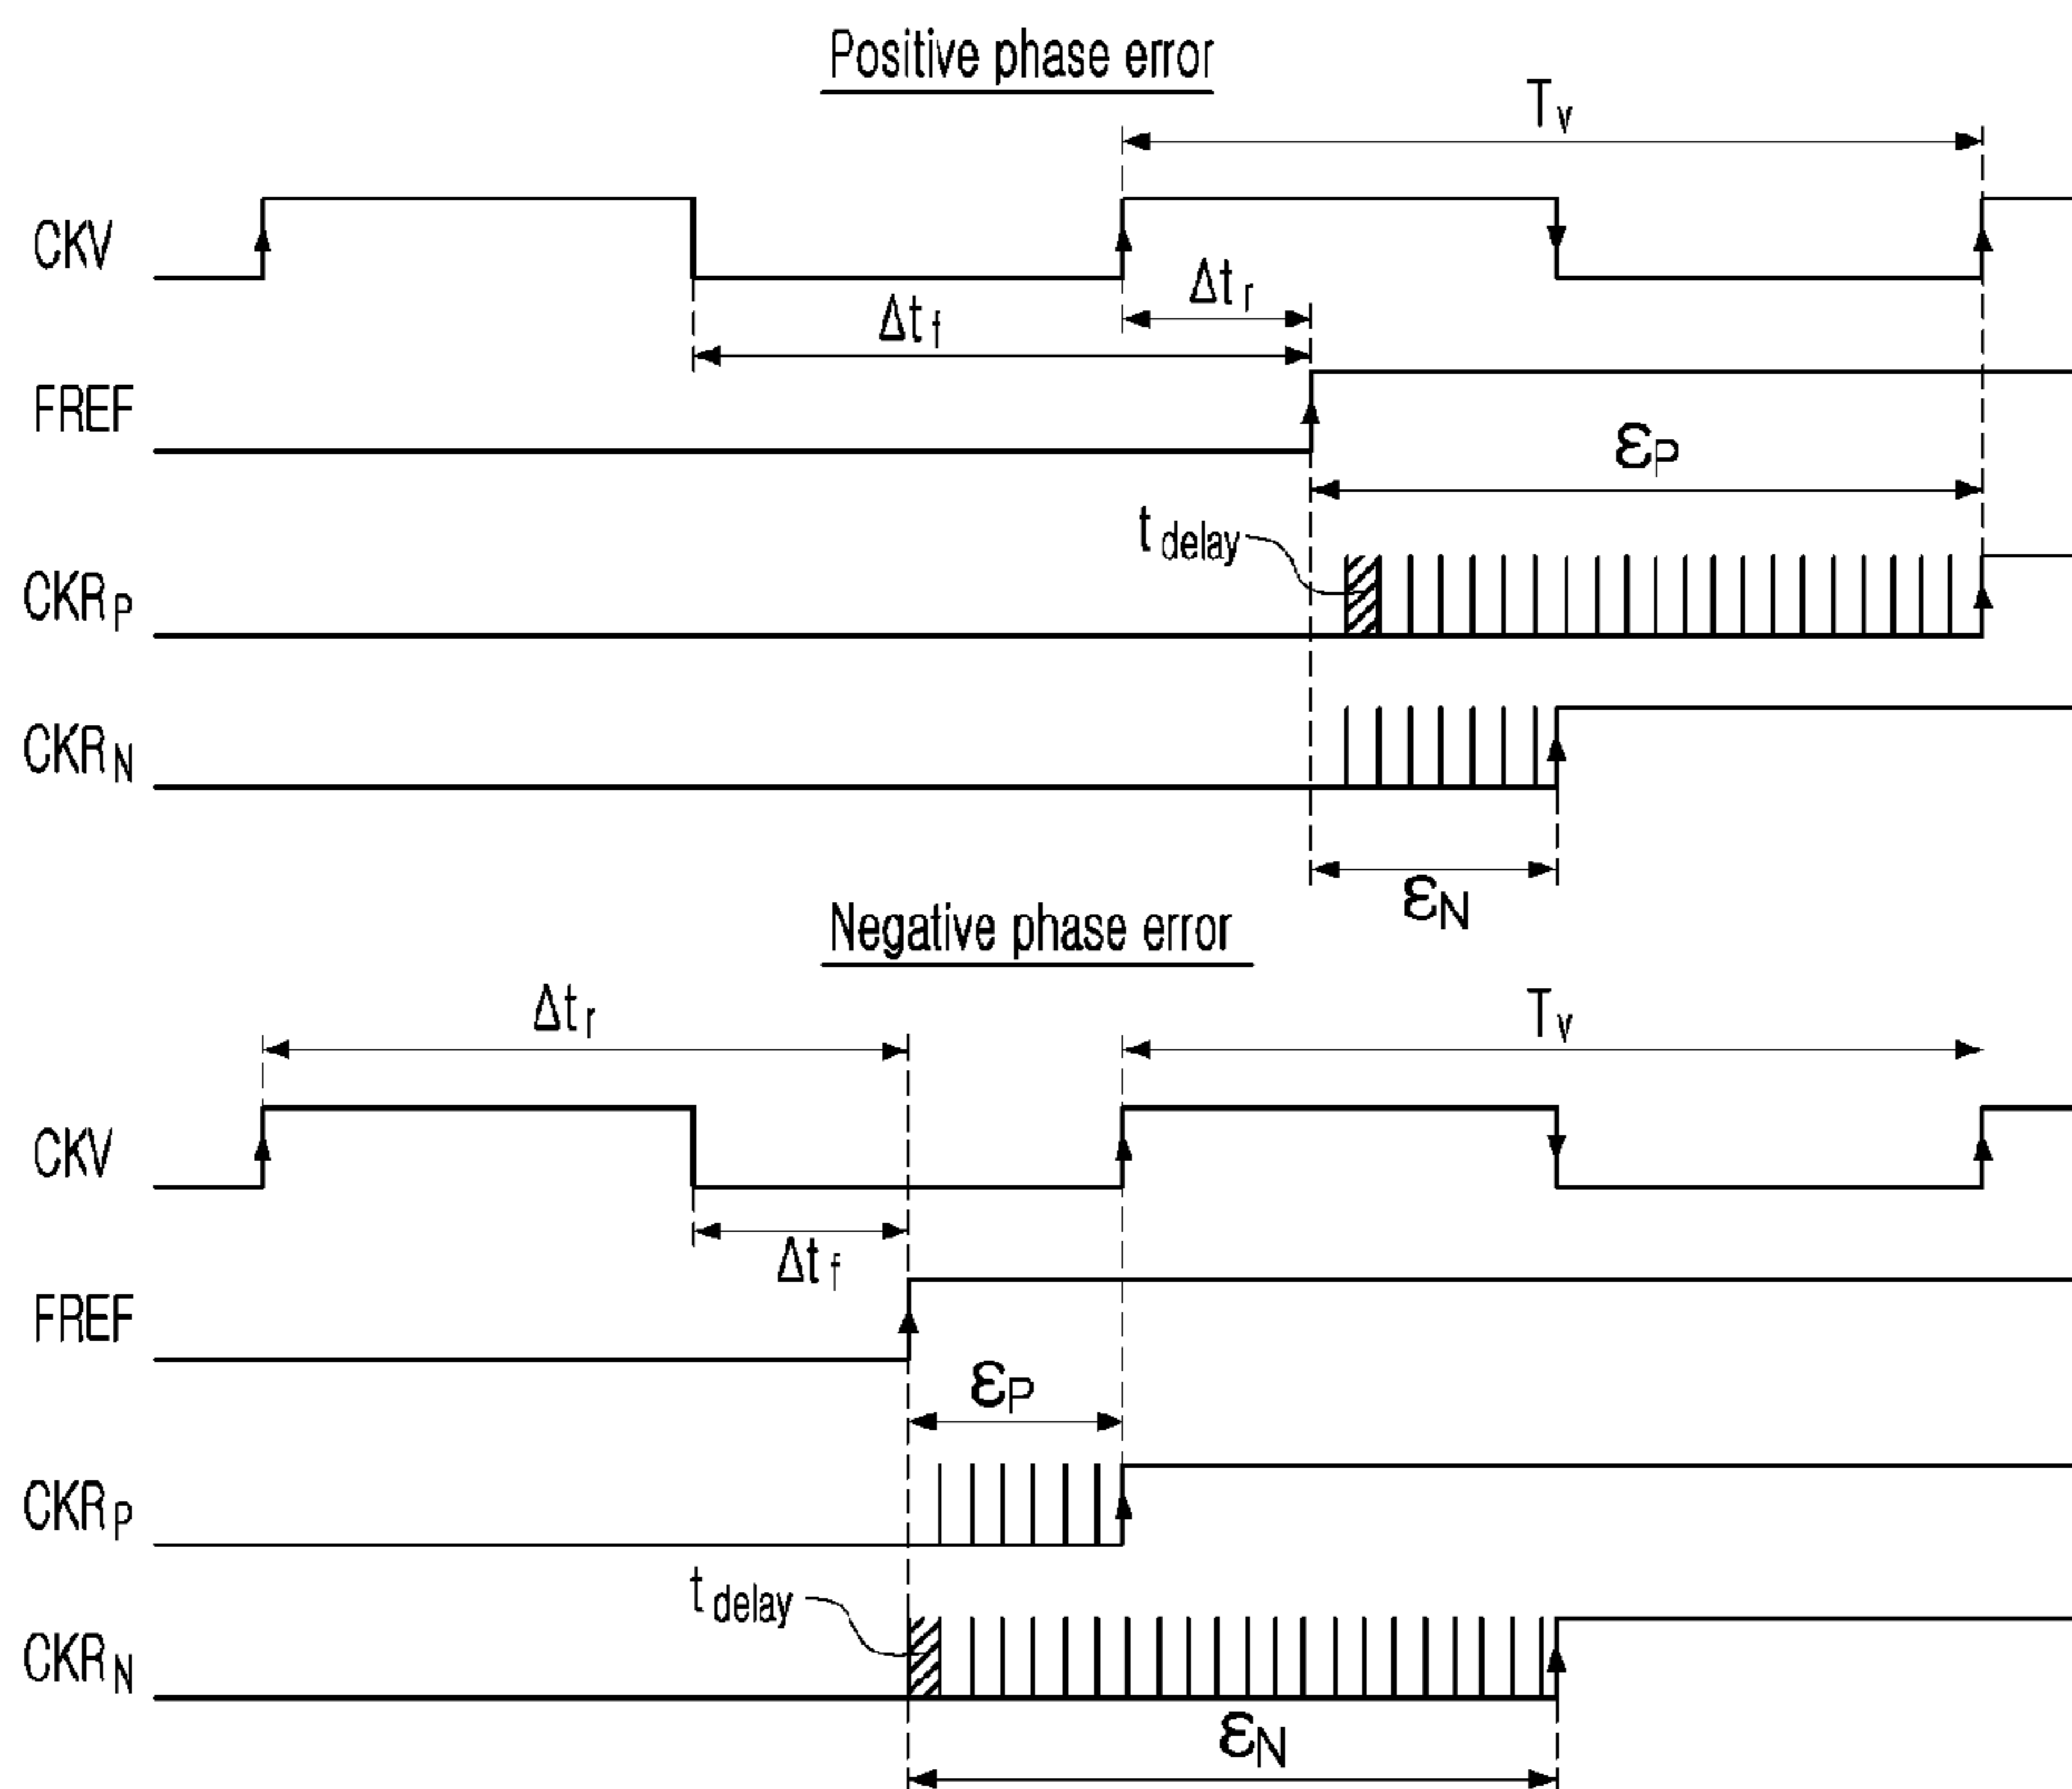 Positive phase error
Tv
CKV
Δtr
Δtf
FREF
εP
tdelay
CKRP
CKRN
εN
Negative phase error
Δtr
Tv
CKV
Δtf
FREF
εP
CKRP
tdelay
CKRN
εN